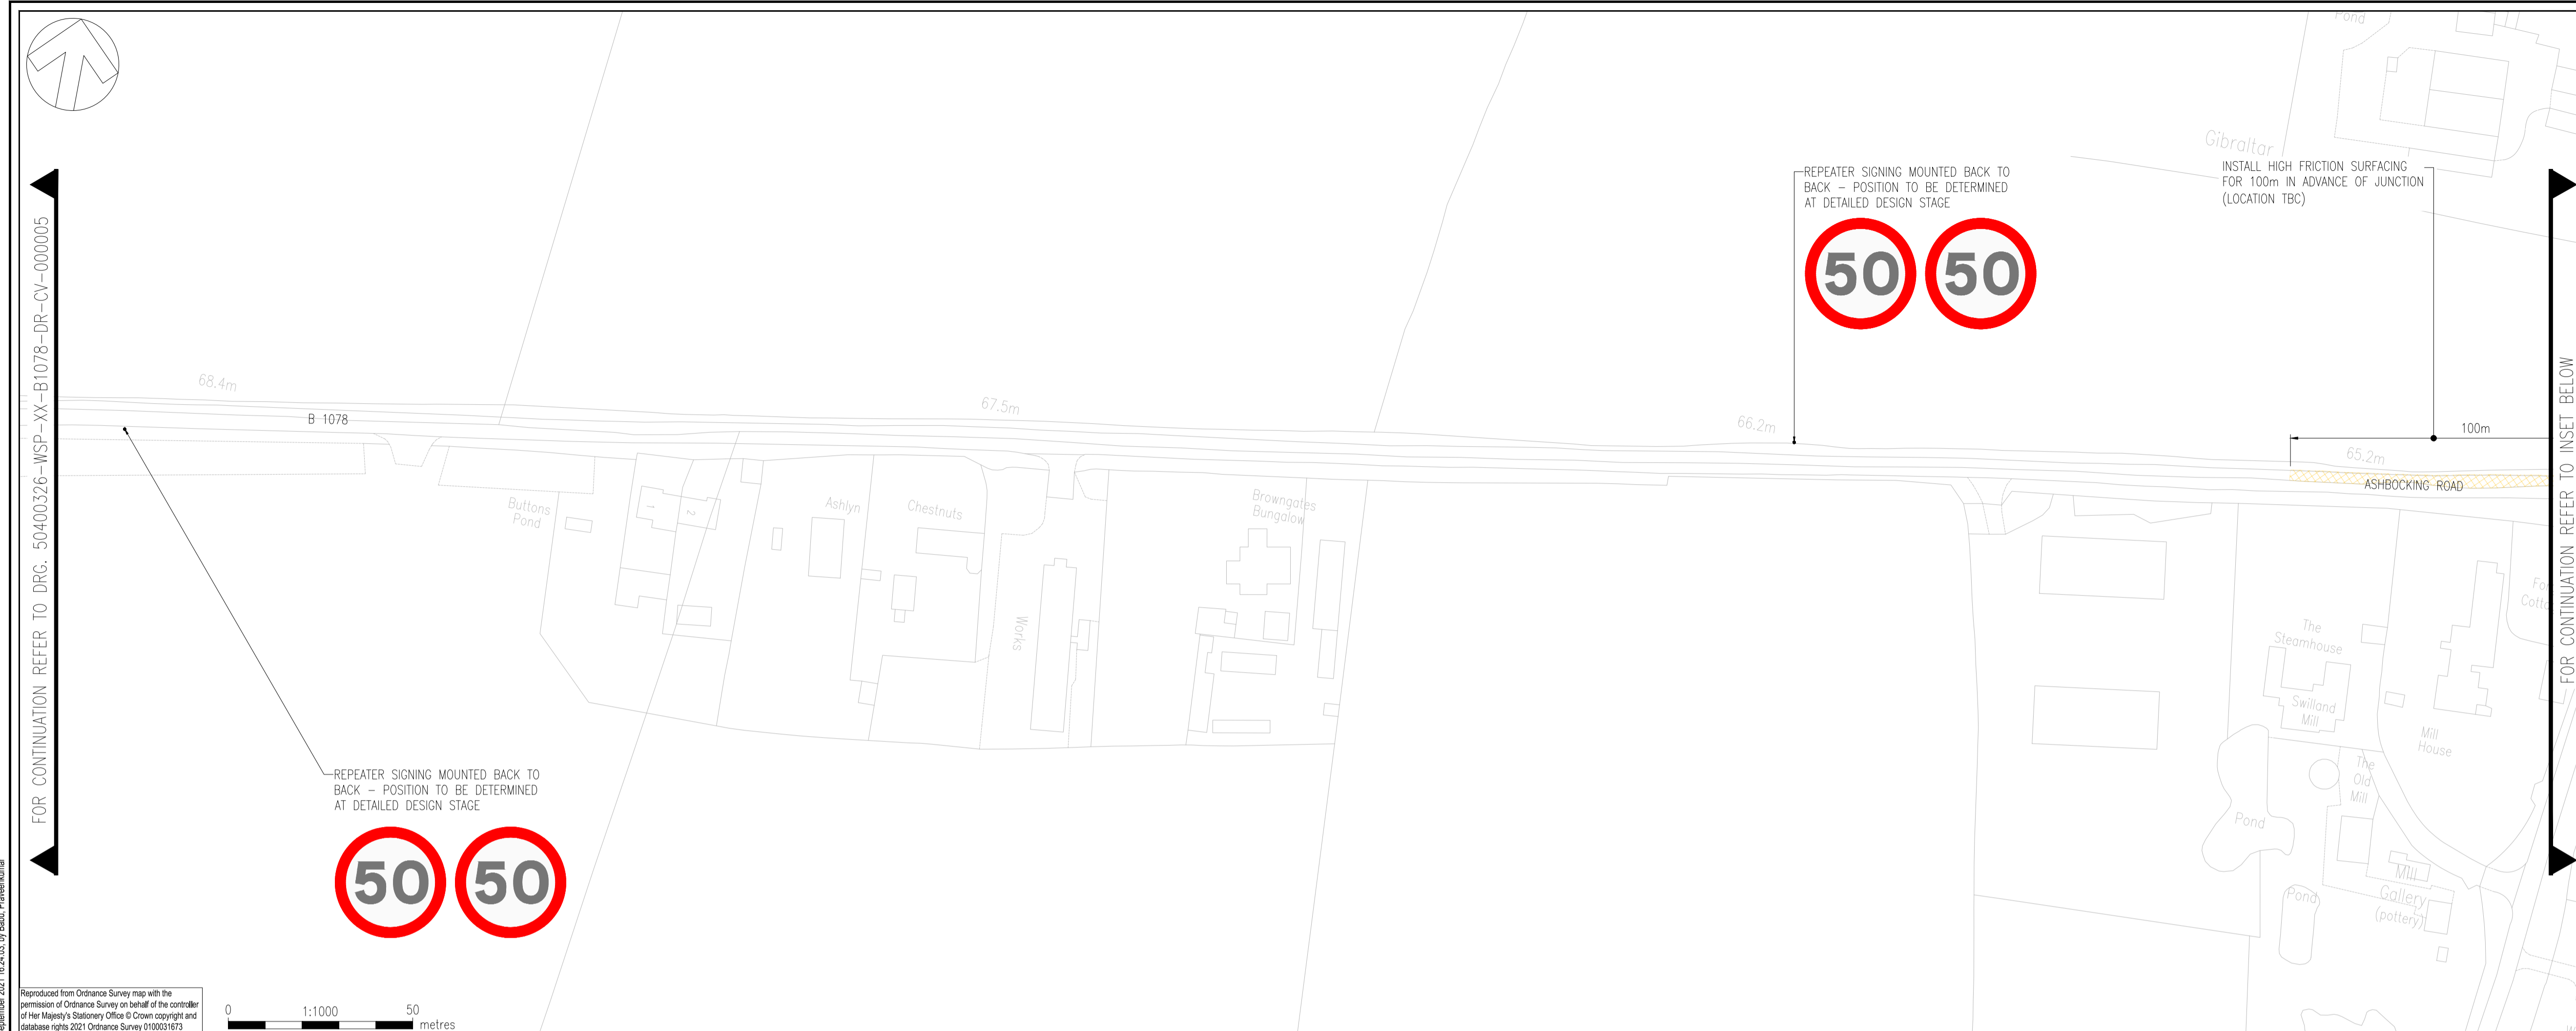 Pond
Gibraltar
INSTALL HIGH FRICTION SURFACING
FOR 100m IN ADVANCE OF JUNCTION
(LOCATION TBC)
REPEATER SIGNING MOUNTED BACK TO
BACK – POSITION TO BE DETERMINED
AT DETAILED DESIGN STAGE
50 50
FOR CONTINUATION REFER TO DRG. 50400326-WSP-XX-B1078-DR-CV-000005
FOR CONTINUATION REFER TO INSET BELOW
68.4m
B 1078
67.5m
66.2m
100m
65.2m
ASHBOCKING ROAD
Buttons
Pond
1
2
Ashlyn
Chestnuts
Works
Browngates
Bungalow
The
Steamhouse
Swilland
Mill
Mill
House
The
Old
Mill
Pond
Pond
Mill
Gallery
(pottery)
REPEATER SIGNING MOUNTED BACK TO
BACK – POSITION TO BE DETERMINED
AT DETAILED DESIGN STAGE
50 50
Reproduced from Ordnance Survey map with the
permission of Ordnance Survey on behalf of the controller
of Her Majesty's Stationery Office © Crown copyright and
database rights 2021 Ordnance Survey 0100031673
0 1:1000 50
metres